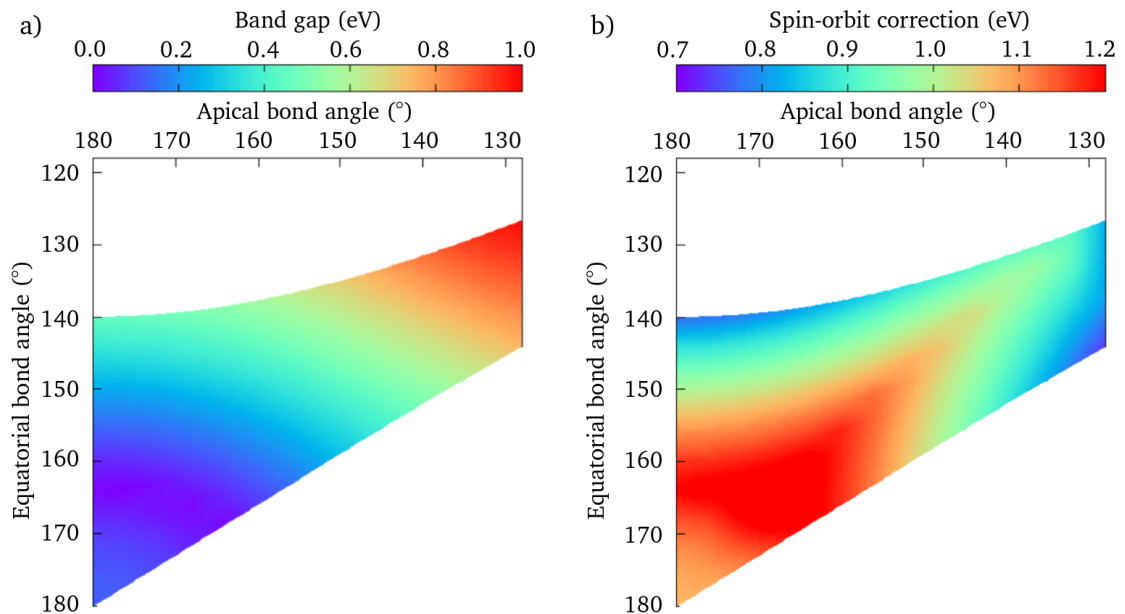 a)
Band gap (eV)
0.0 0.2 0.4 0.6 0.8 1.0
Apical bond angle (°)
180 170 160 150 140 130
Equatorial bond angle (°)
120
130
140
150
160
170
180
b)
Spin-orbit correction (eV)
0.7 0.8 0.9 1.0 1.1 1.2
Apical bond angle (°)
180 170 160 150 140 130
Equatorial bond angle (°)
120
130
140
150
160
170
180